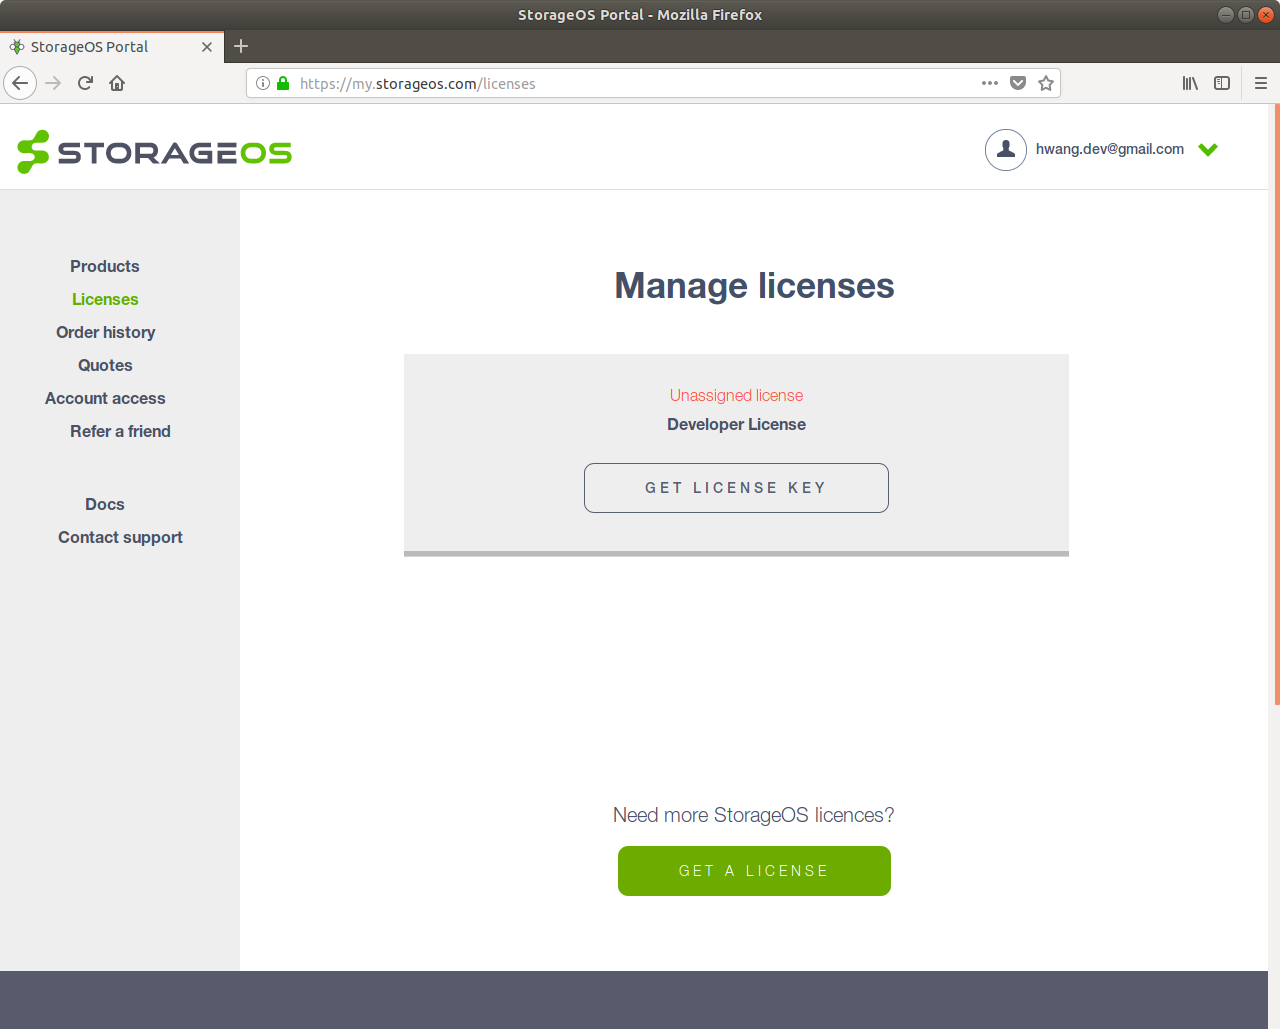 StorageOS Portal - Mozilla Firefox
StorageOS Portal
https://my.storageos.com/licenses
STORAGEOS
hwang.dev@gmail.com
Products
Licenses
Order history
Quotes
Account access
Refer a friend
Docs
Contact support
Manage licenses
Unassigned license
Developer License
GET LICENSE KEY
Need more StorageOS licences?
GET A LICENSE